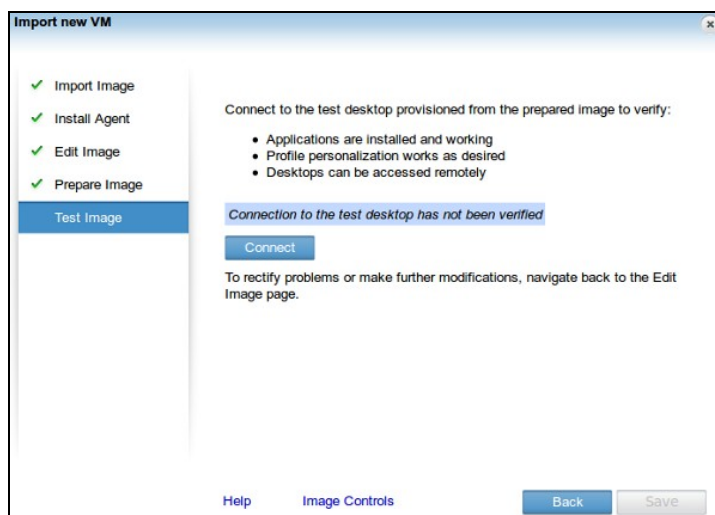 Import new VM
Import Image
Install Agent
Edit Image
Prepare Image
Test Image
Connect to the test desktop provisioned from the prepared image to verify:
Applications are installed and working
Profile personalization works as desired
Desktops can be accessed remotely
Connection to the test desktop has not been verified
Connect
To rectify problems or make further modifications, navigate back to the Edit
Image page.
Help
Image Controls
Back
Save